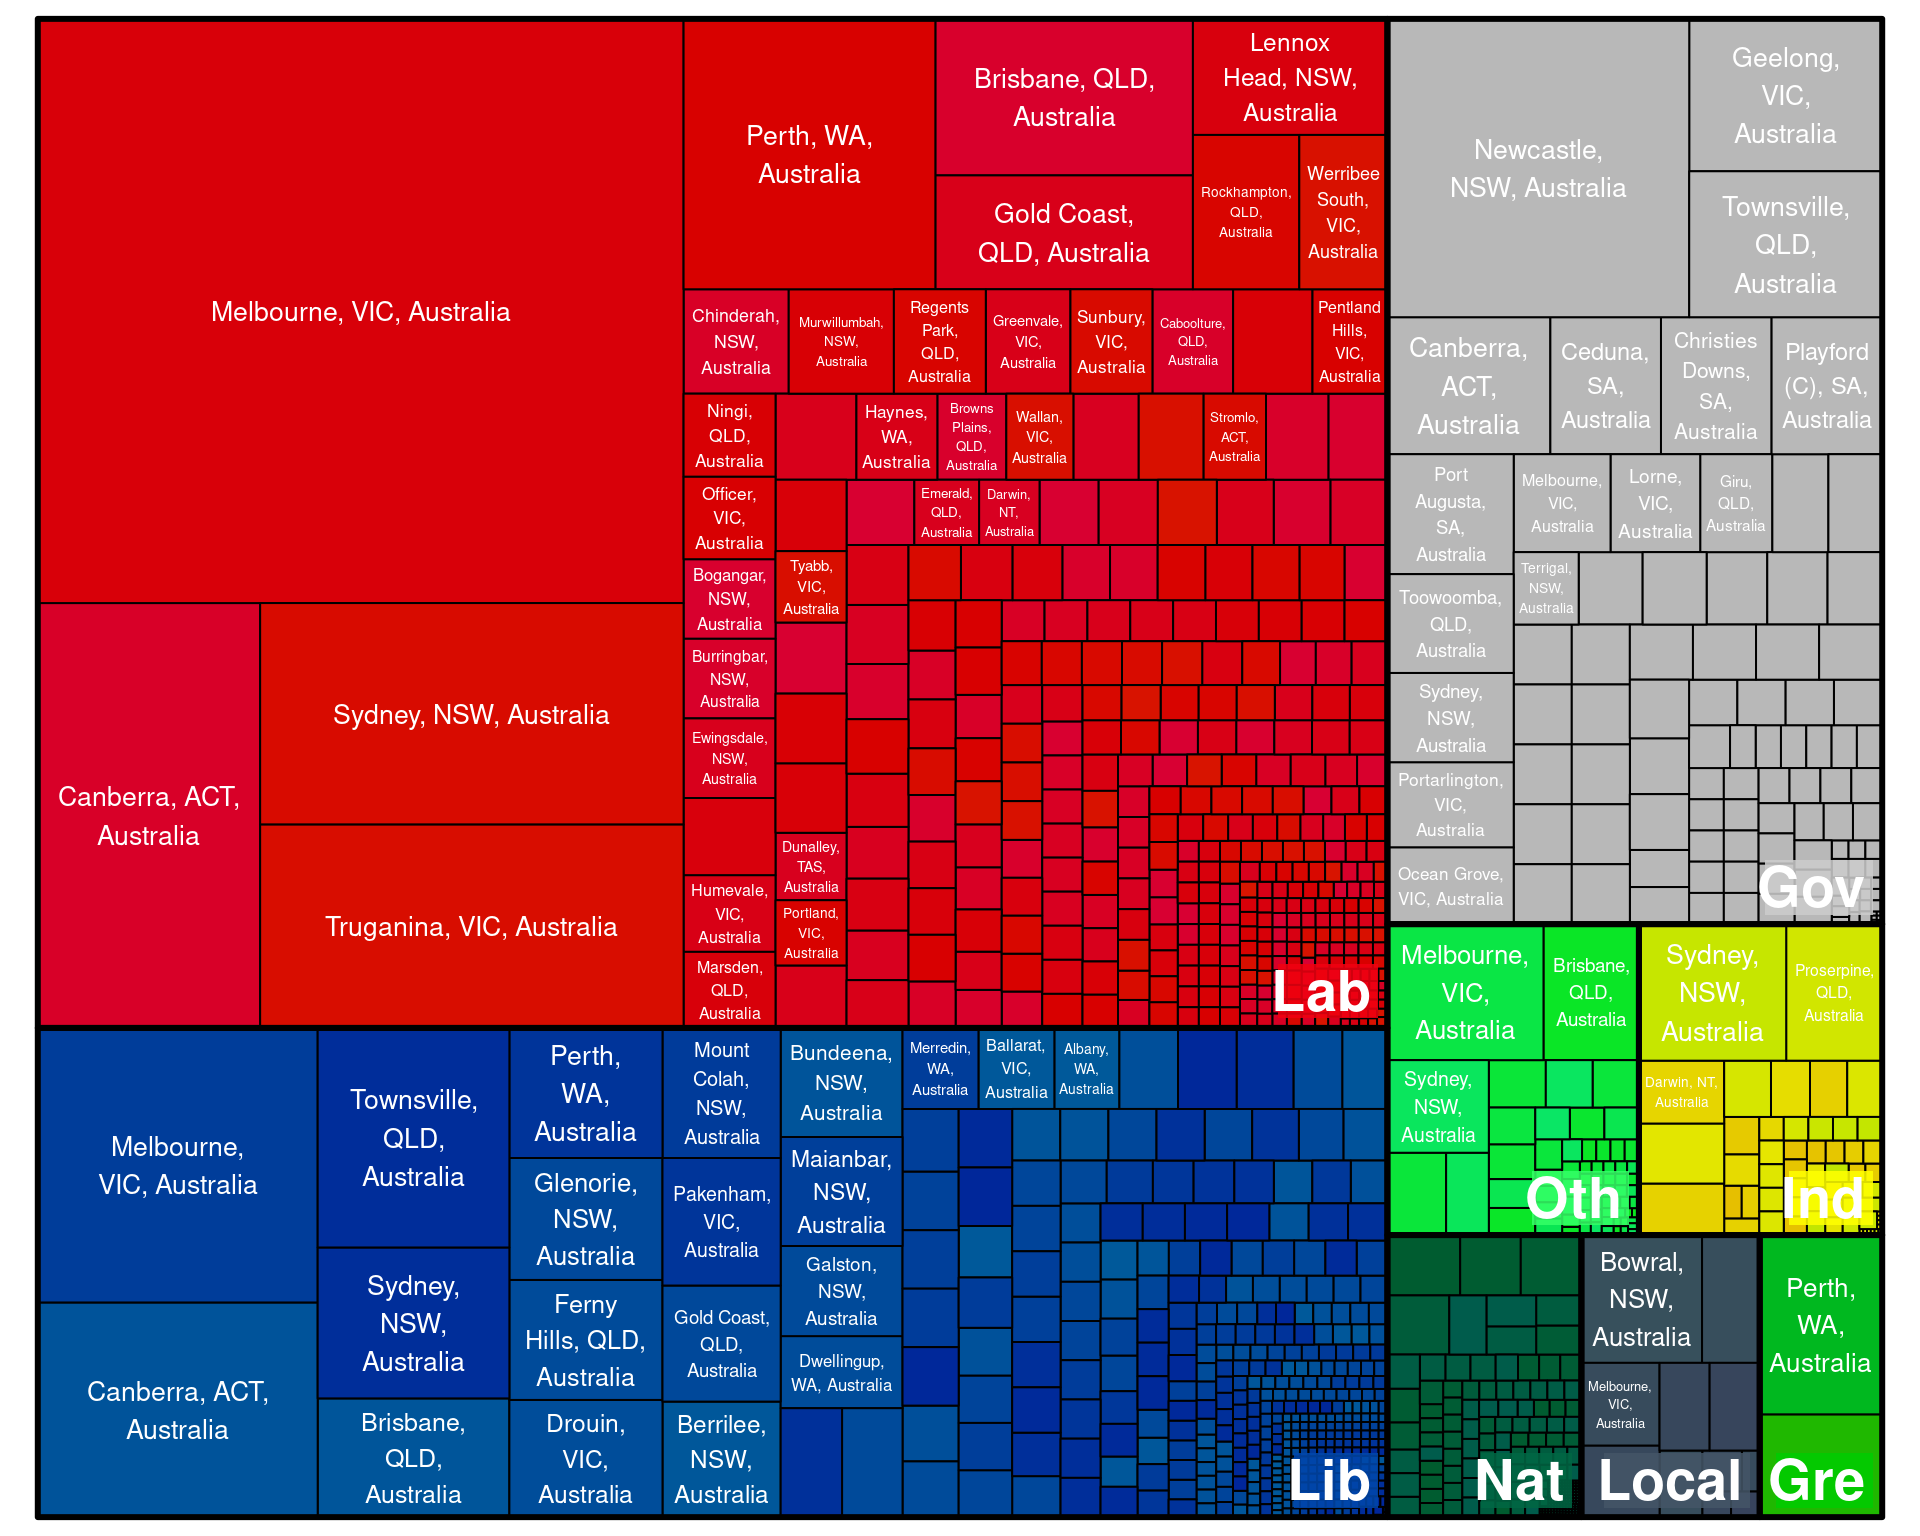 Melbourne, VIC, Australia
Canberra, ACT,
Australia
Sydney, NSW, Australia
Truganina, VIC, Australia
Perth, WA,
Australia
Brisbane, QLD,
Australia
Gold Coast,
QLD, Australia
Lennox
Head, NSW,
Australia
Rockhampton,
QLD,
Australia
Werribee
South,
VIC,
Australia
Chinderah,
NSW,
Australia
Murwillumbah,
NSW,
Australia
Regents
Park,
QLD,
Australia
Greenvale,
VIC,
Australia
Sunbury,
VIC,
Australia
Caboolture,
QLD,
Australia
Pentland
Hills,
VIC,
Australia
Ningi,
QLD,
Australia
Haynes,
WA,
Australia
Browns
Plains,
QLD,
Australia
Wallan,
VIC,
Australia
Stromlo,
ACT,
Australia
Officer,
VIC,
Australia
Emerald,
QLD,
Australia
Darwin,
NT,
Australia
Bogangar,
NSW,
Australia
Tyabb,
VIC,
Australia
Burringbar,
NSW,
Australia
Ewingsdale,
NSW,
Australia
Dunalley,
TAS,
Australia
Humevale,
VIC,
Australia
Portland,
VIC,
Australia
Marsden,
QLD,
Australia
Lab
Newcastle,
NSW, Australia
Geelong,
VIC,
Australia
Townsville,
QLD,
Australia
Canberra,
ACT,
Australia
Ceduna,
SA,
Australia
Christies
Downs,
SA,
Australia
Playford
(C), SA,
Australia
Port
Augusta,
SA,
Australia
Melbourne,
VIC,
Australia
Lorne,
VIC,
Australia
Giru,
QLD,
Australia
Terrigal,
NSW,
Australia
Toowoomba,
QLD,
Australia
Sydney,
NSW,
Australia
Portarlington,
VIC,
Australia
Ocean Grove,
VIC, Australia
Gov
Melbourne,
VIC,
Australia
Brisbane,
QLD,
Australia
Sydney,
NSW,
Australia
Oth
Sydney,
NSW,
Australia
Proserpine,
QLD,
Australia
Darwin, NT,
Australia
Ind
Melbourne,
VIC, Australia
Canberra, ACT,
Australia
Townsville,
QLD,
Australia
Sydney,
NSW,
Australia
Brisbane,
QLD,
Australia
Perth,
WA,
Australia
Glenorie,
NSW,
Australia
Ferny
Hills, QLD,
Australia
Drouin,
VIC,
Australia
Mount
Colah,
NSW,
Australia
Pakenham,
VIC,
Australia
Gold Coast,
QLD,
Australia
Berrilee,
NSW,
Australia
Bundeena,
NSW,
Australia
Maianbar,
NSW,
Australia
Galston,
NSW,
Australia
Dwellingup,
WA, Australia
Merredin,
WA,
Australia
Ballarat,
VIC,
Australia
Albany,
WA,
Australia
Lib
Nat
Bowral,
NSW,
Australia
Melbourne,
VIC,
Australia
Local
Perth,
WA,
Australia
Gre